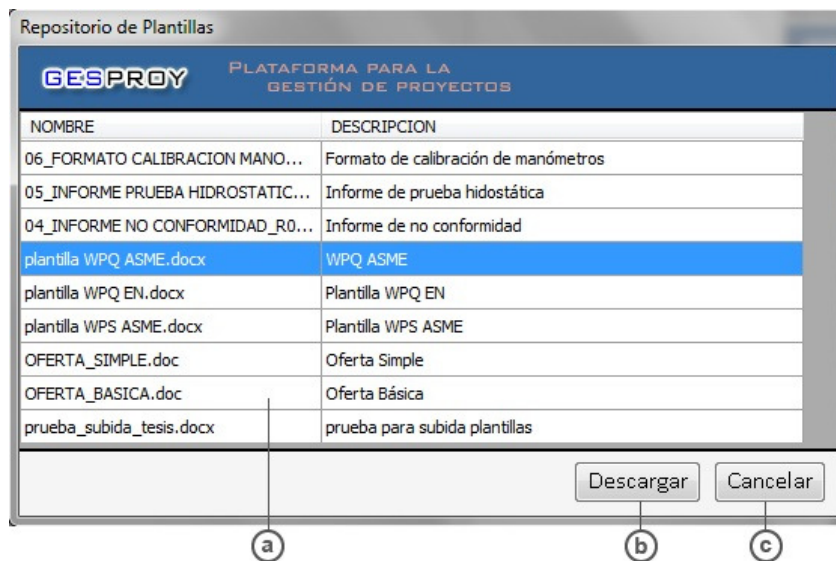 Repositorio de Plantillas
GESPROY
PLATAFORMA PARA LA
GESTIÓN DE PROYECTOS
NOMBRE DESCRIPCION
06_FORMATO CALIBRACION MANO... Formato de calibración de manómetros
05_INFORME PRUEBA HIDROSTATIC... Informe de prueba hidostática
04_INFORME NO CONFORMIDAD_R0... Informe de no conformidad
plantilla WPQ ASME.docx WPQ ASME
plantilla WPQ EN.docx Plantilla WPQ EN
plantilla WPS ASME.docx Plantilla WPS ASME
OFERTA_SIMPLE.doc Oferta Simple
OFERTA_BASICA.doc Oferta Básica
prueba_subida_tesis.docx prueba para subida plantillas
Descargar Cancelar
a b c